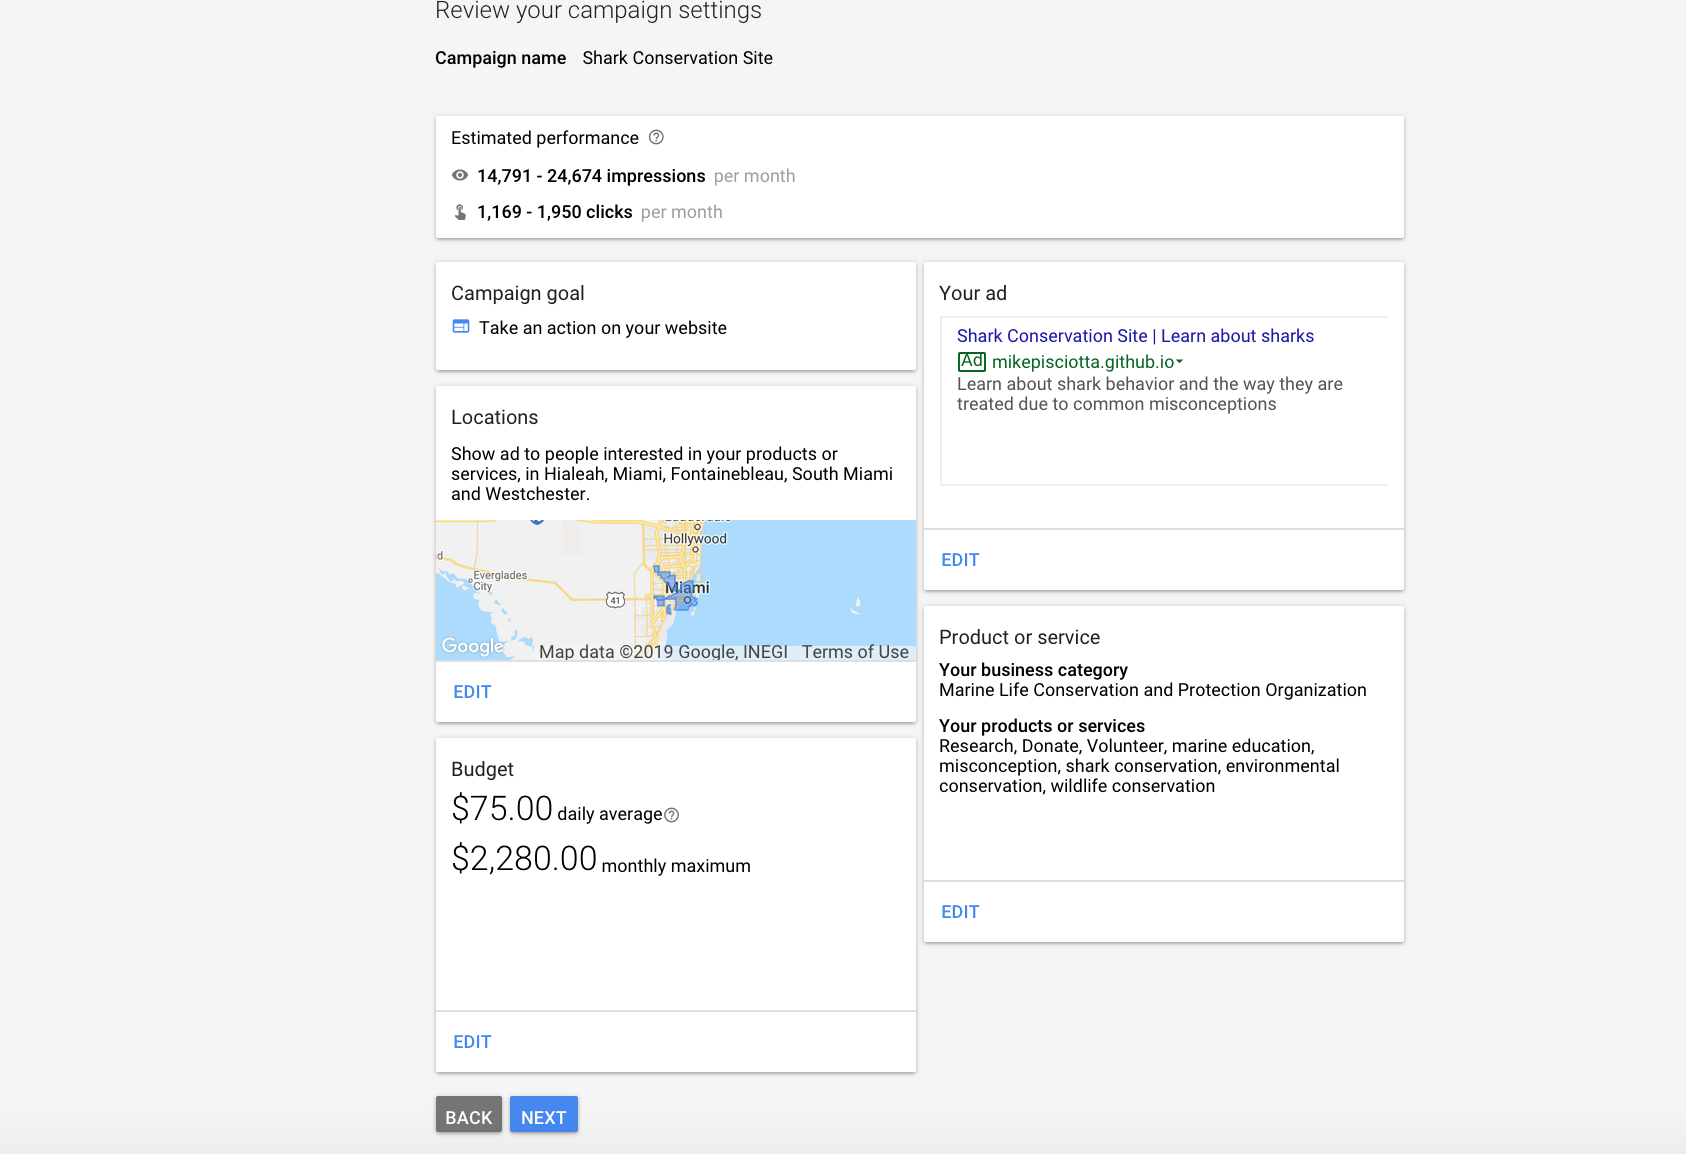 Review your campaign settings
Campaign name Shark Conservation Site
Estimated performance
14,791 - 24,674 impressions per month
1,169 - 1,950 clicks per month
Campaign goal
Take an action on your website
Locations
Show ad to people interested in your products or
services, in Hialeah, Miami, Fontainebleau, South Miami
and Westchester.
Hollywood
Everglades
City
Miami
41
Google
Map data ©2019 Google, INEGI Terms of Use
EDIT
Budget
$75.00 daily average
$2,280.00 monthly maximum
EDIT
Your ad
Shark Conservation Site | Learn about sharks
Ad mikepisciotta.github.io
Learn about shark behavior and the way they are
treated due to common misconceptions
EDIT
Product or service
Your business category
Marine Life Conservation and Protection Organization
Your products or services
Research, Donate, Volunteer, marine education,
misconception, shark conservation, environmental
conservation, wildlife conservation
EDIT
BACK NEXT